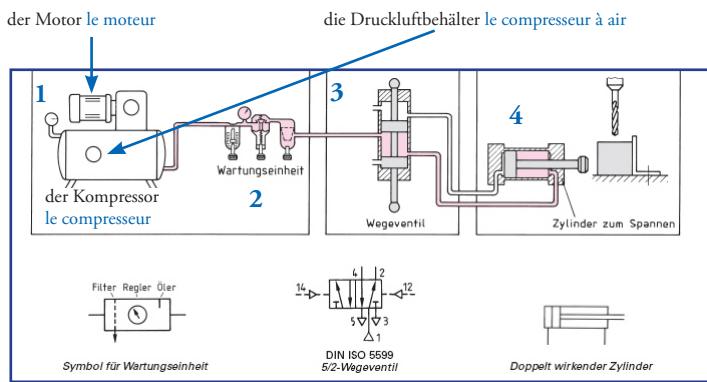 der Motor le moteur
die Druckluftbehälter le compresseur à air
1
3
4
Wartungseinheit
2
der Kompressor
le compresseur
Wegeventil
Zylinder zum Spannen
Filter Regler Öler
4 2
14 12
5 3
1
DIN ISO 5599
Symbol für Wartungseinheit
5/2-Wegeventil
Doppelt wirkender Zylinder